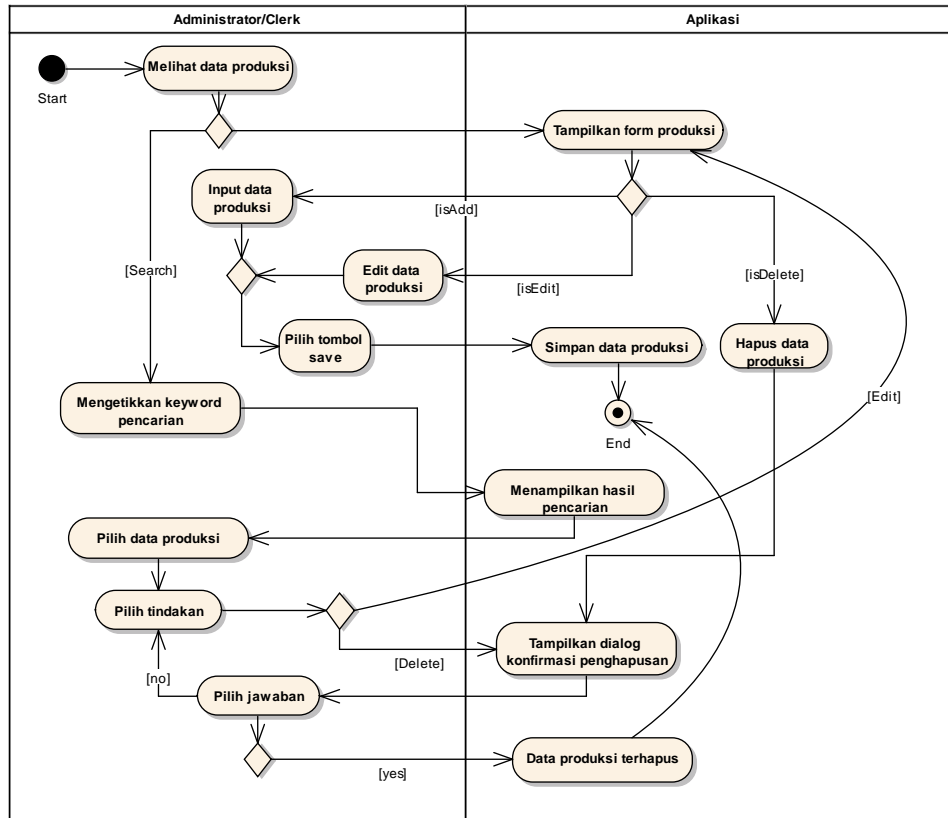 Administrator/Clerk
Aplikasi
Melihat data produksi
Start
Tampilkan form produksi
Input data
produksi
[isAdd]
[Search]
Edit data
produksi
[isEdit]
[isDelete]
Pilih tombol
save
Simpan data produksi
Hapus data
produksi
Mengetikkan keyword
pencarian
[Edit]
End
Menampilkan hasil
pencarian
Pilih data produksi
Pilih tindakan
Tampilkan dialog
konfirmasi penghapusan
[Delete]
[no]
Pilih jawaban
Data produksi terhapus
[yes]